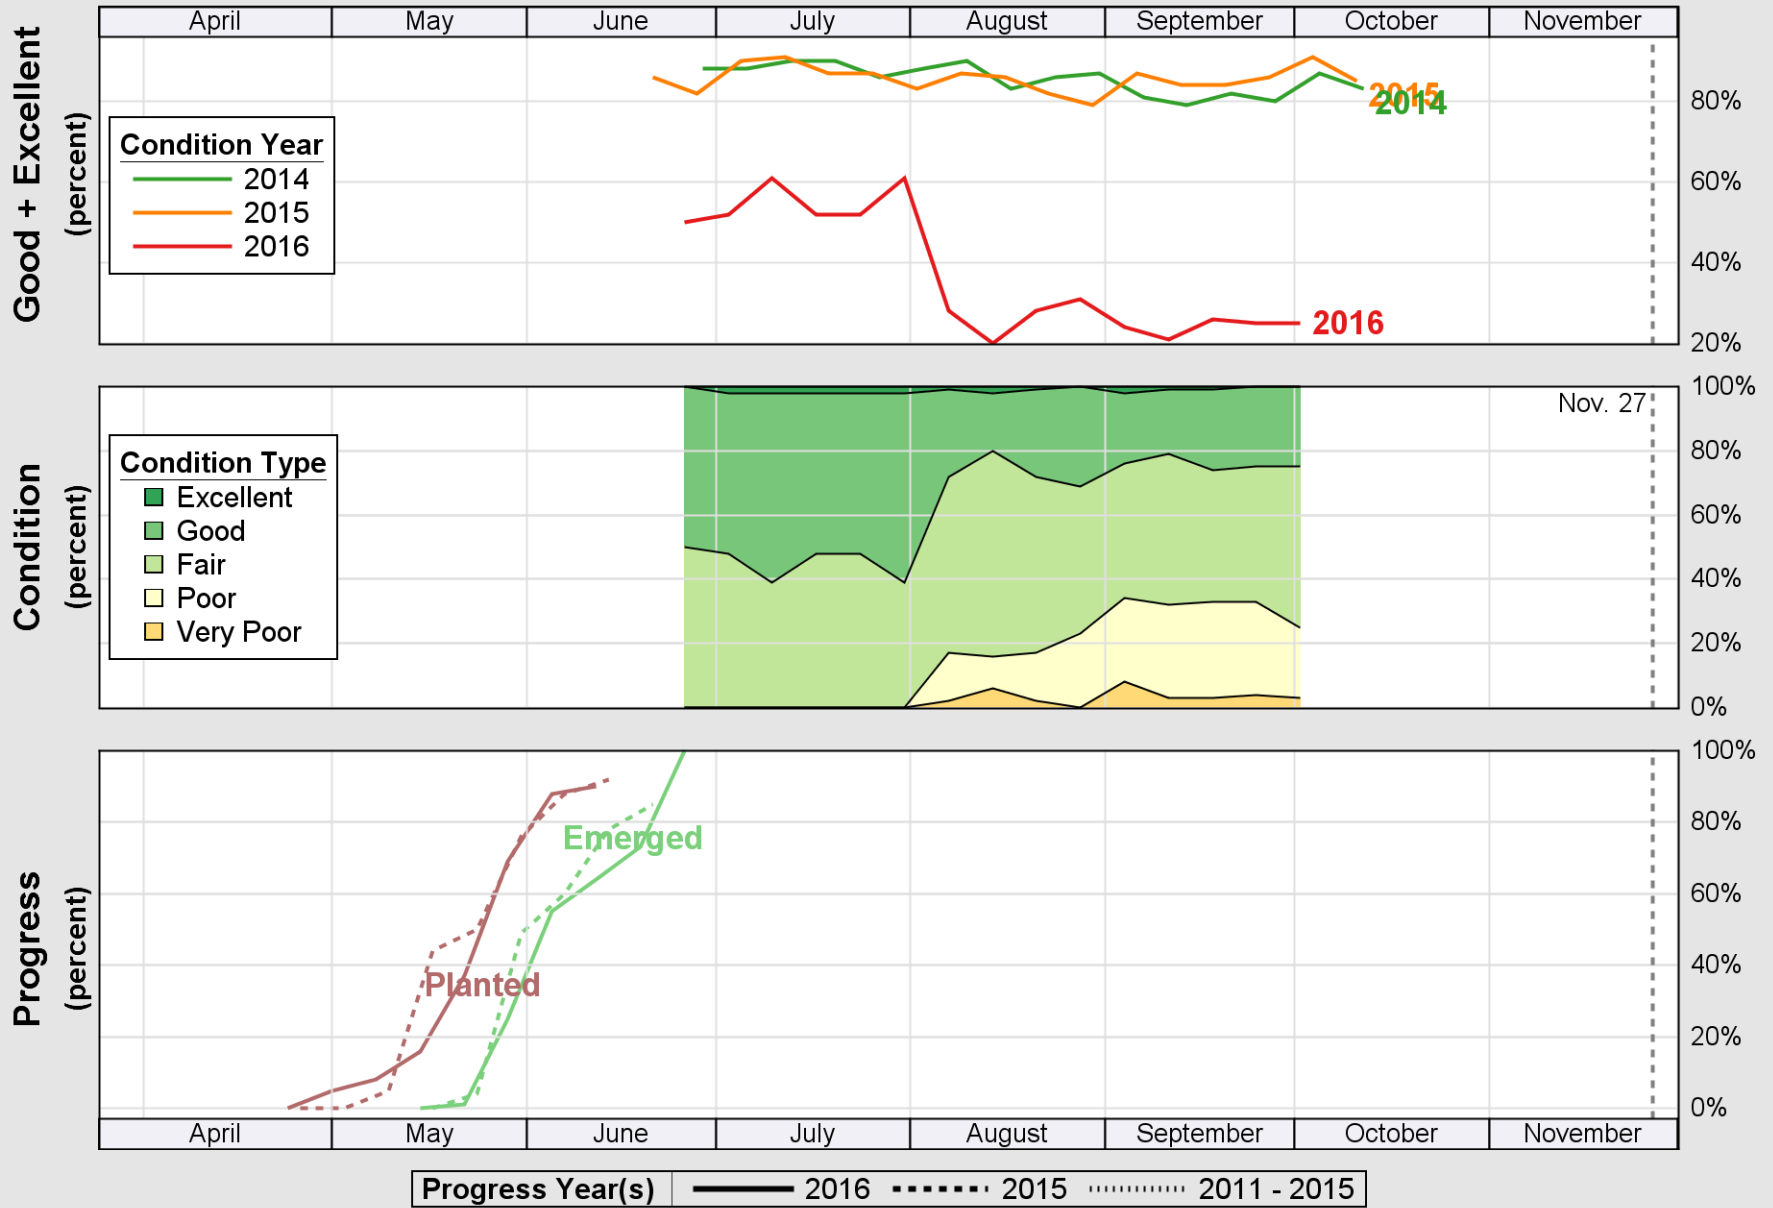 April May June July August September October November
Good + Excellent
(percent)
80%
60%
40%
20%
Condition Year
2014
2015
2016
2015
2014
2016
Condition
(percent)
100%
80%
60%
40%
20%
0%
Nov. 27
Condition Type
Excellent
Good
Fair
Poor
Very Poor
Progress
(percent)
100%
80%
60%
40%
20%
0%
Emerged
Planted
April May June July August September October November
Progress Year(s) 2016 2015 2011 - 2015